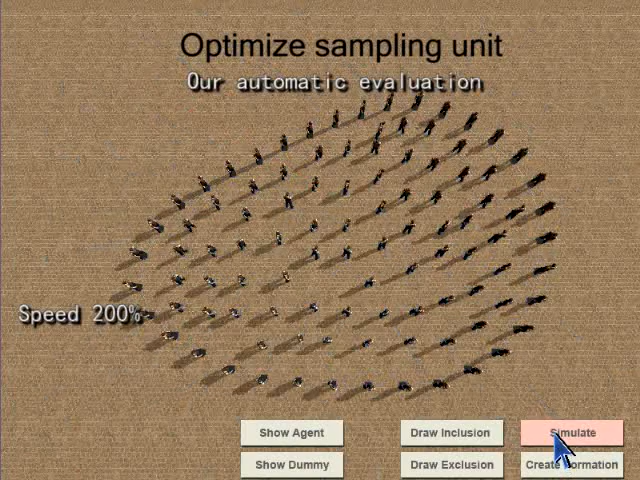 Optimize sampling unit
Our automatic evaluation
Speed 200%
Show Agent
Draw Inclusion
Simulate
Show Dummy
Draw Exclusion
Create Formation